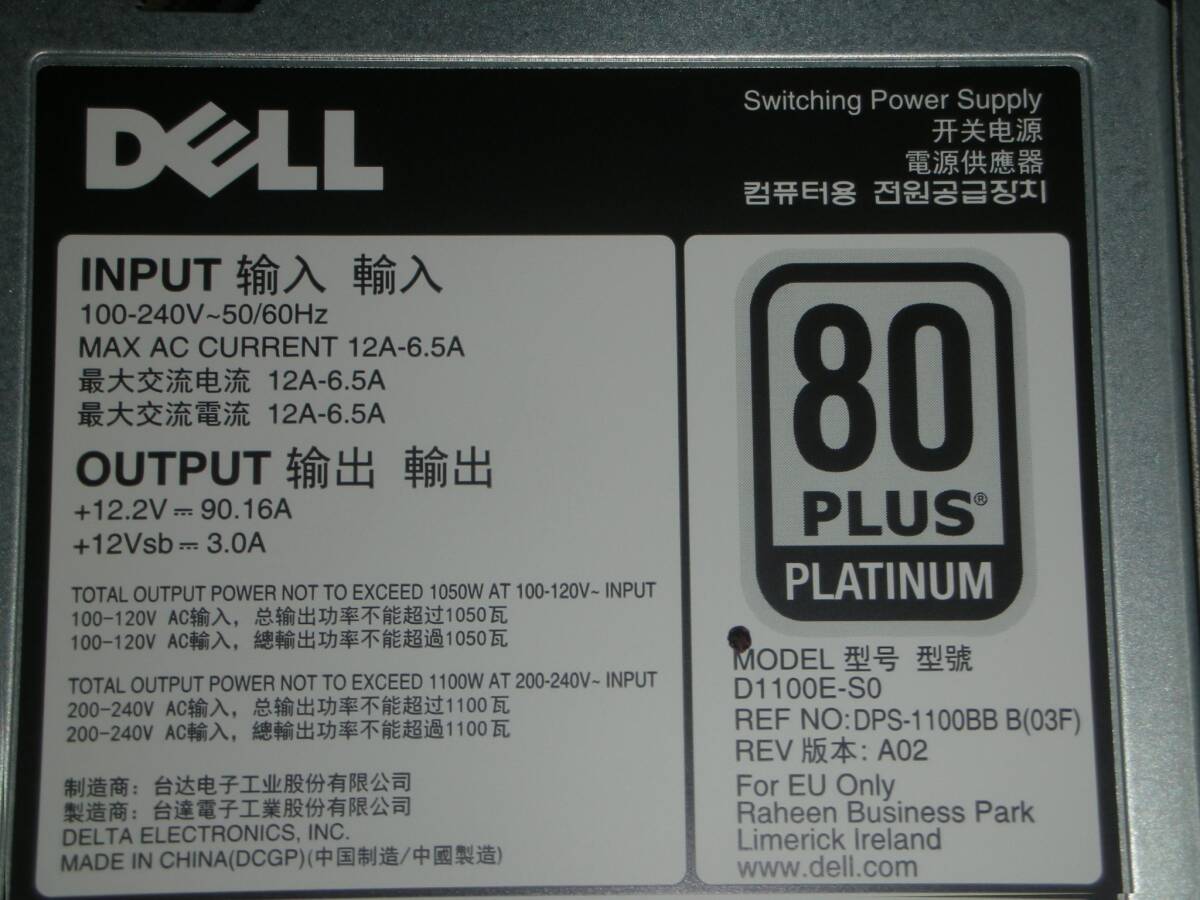 DELL
Switching Power Supply
开关电源
電源供應器
컴퓨터용 전원공급장치
INPUT 输入 輸入
100-240V~50/60Hz
MAX AC CURRENT 12A-6.5A
最大交流电流 12A-6.5A
最大交流電流 12A-6.5A
OUTPUT 输出 輸出
+12.2V⎓90.16A
+12Vsb⎓3.0A
TOTAL OUTPUT POWER NOT TO EXCEED 1050W AT 100-120V~ INPUT
100-120V AC输入，总输出功率不能超过1050瓦
100-120V AC輸入，總輸出功率不能超過1050瓦
TOTAL OUTPUT POWER NOT TO EXCEED 1100W AT 200-240V~ INPUT
200-240V AC输入，总输出功率不能超过1100瓦
200-240V AC輸入，總輸出功率不能超過1100瓦
制造商：台达电子工业股份有限公司
製造商：台達電子工業股份有限公司
DELTA ELECTRONICS, INC.
MADE IN CHINA(DCGP)(中国制造/中國製造)
80
PLUS®
PLATINUM
MODEL 型号 型號
D1100E-S0
REF NO:DPS-1100BB B(03F)
REV 版本: A02
For EU Only
Raheen Business Park
Limerick Ireland
www.dell.com